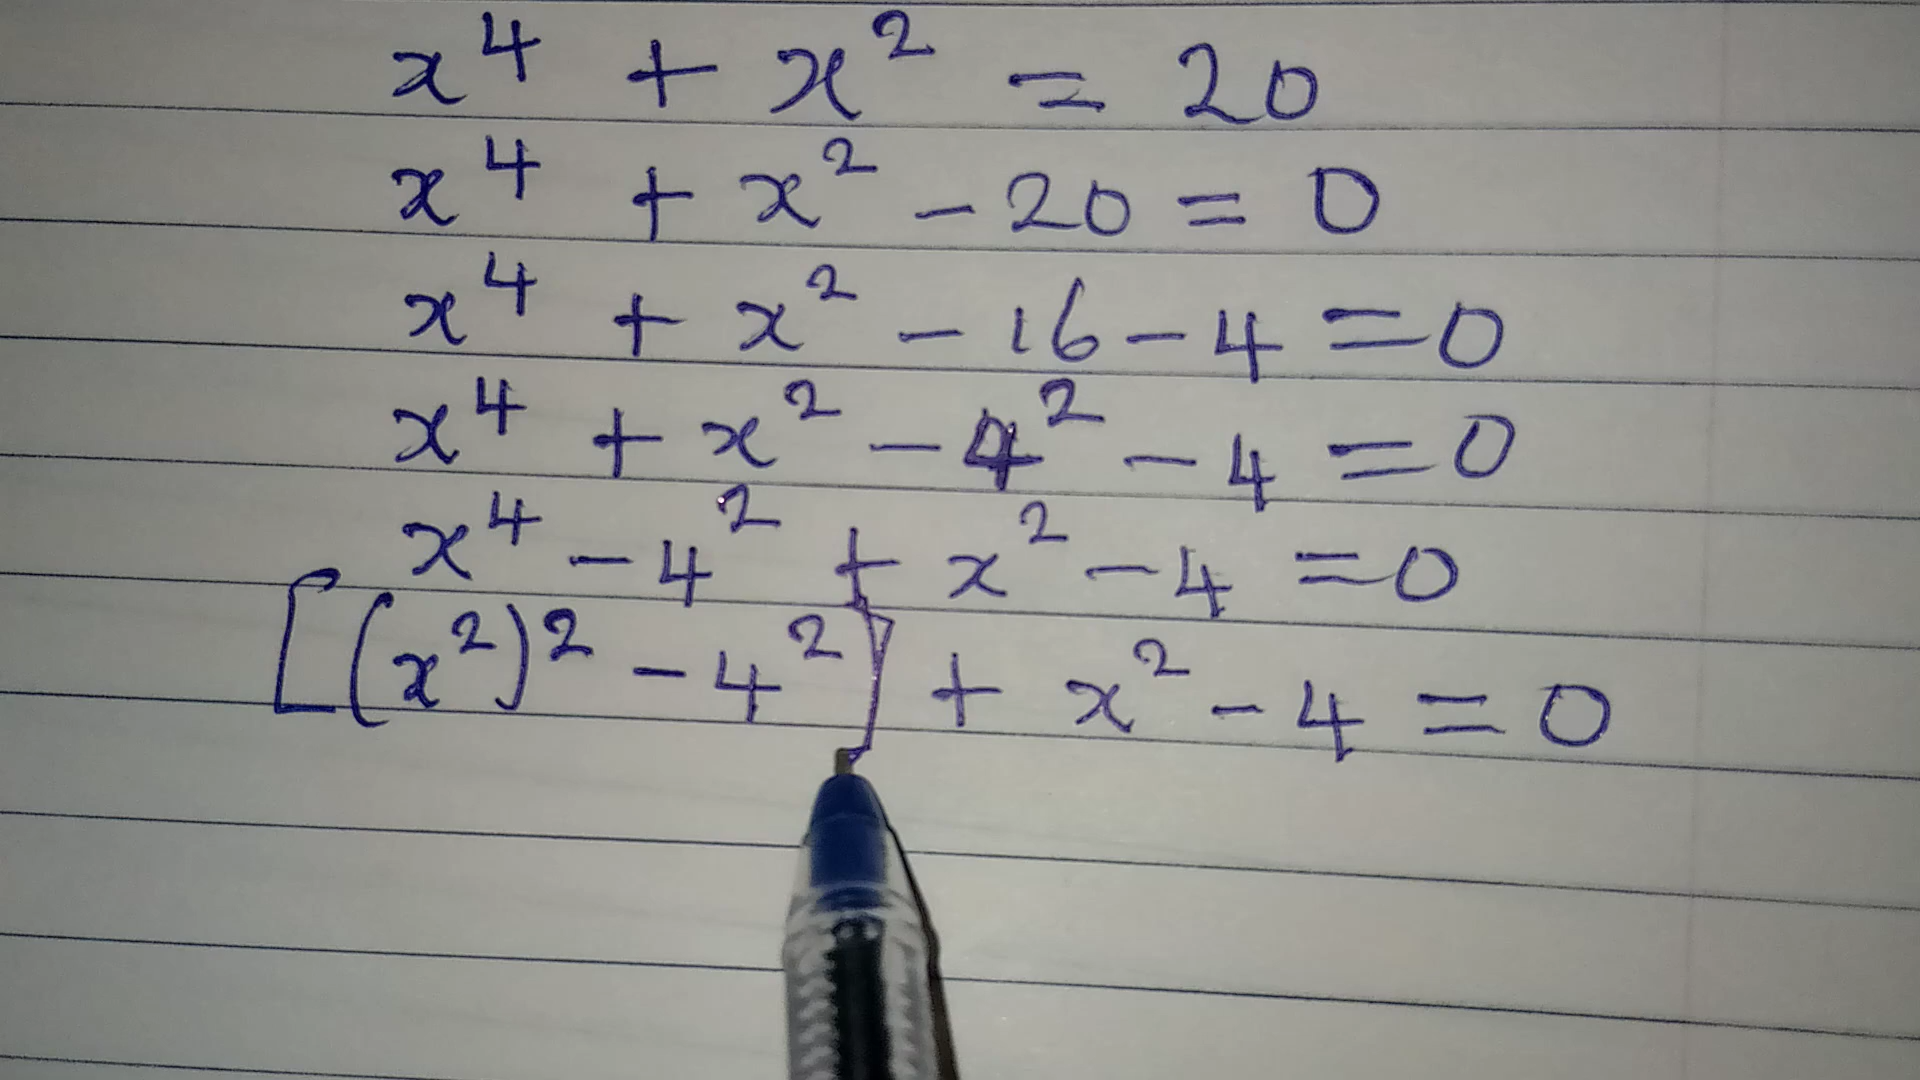 x⁴ + x² = 20
x⁴ + x² - 20 = 0
x⁴ + x² - 16 - 4 = 0
x⁴ + x² - 4² - 4 = 0
x⁴ - 4² + x² - 4 = 0
[(x²)² - 4²] + x² - 4 = 0